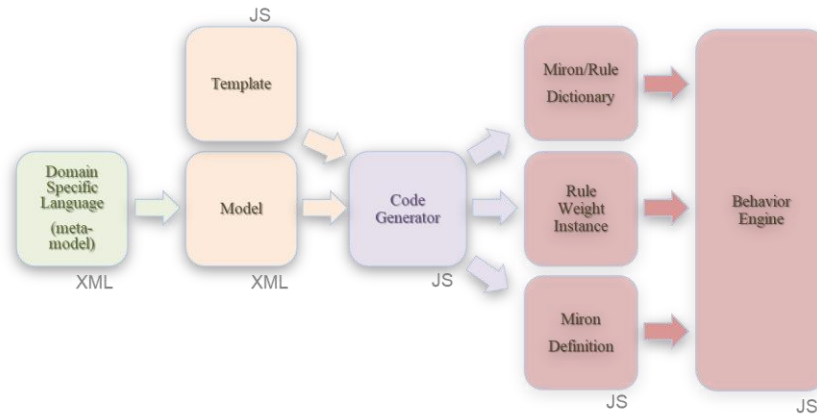 JS
Template
Miron/Rule
Dictionary
Domain
Specific
Language
(meta-
model)
XML
Model
XML
Code
Generator
JS
Rule
Weight
Instance
Behavior
Engine
Miron
Definition
JS
JS